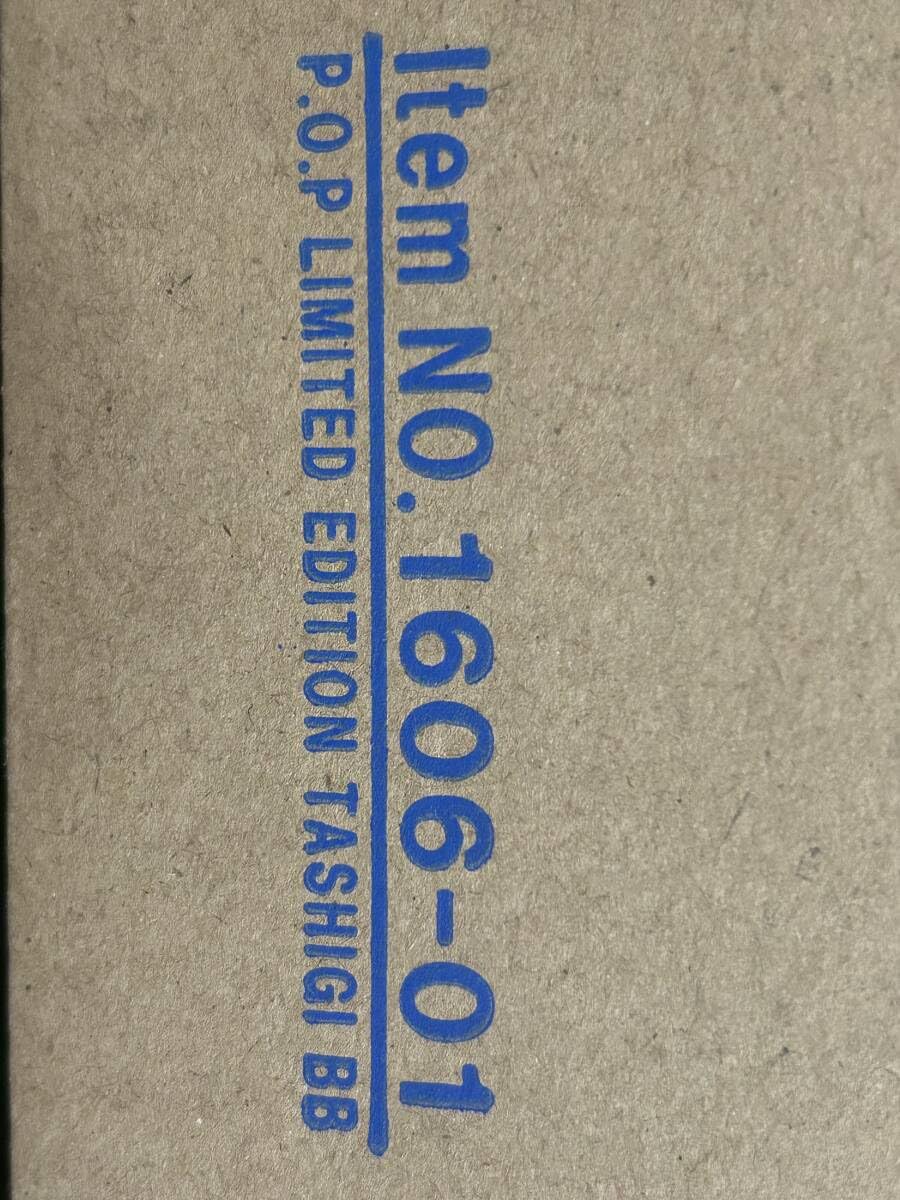 Item NO.1606-01
P.O.P LIMITED EDITION TASHIGI BB